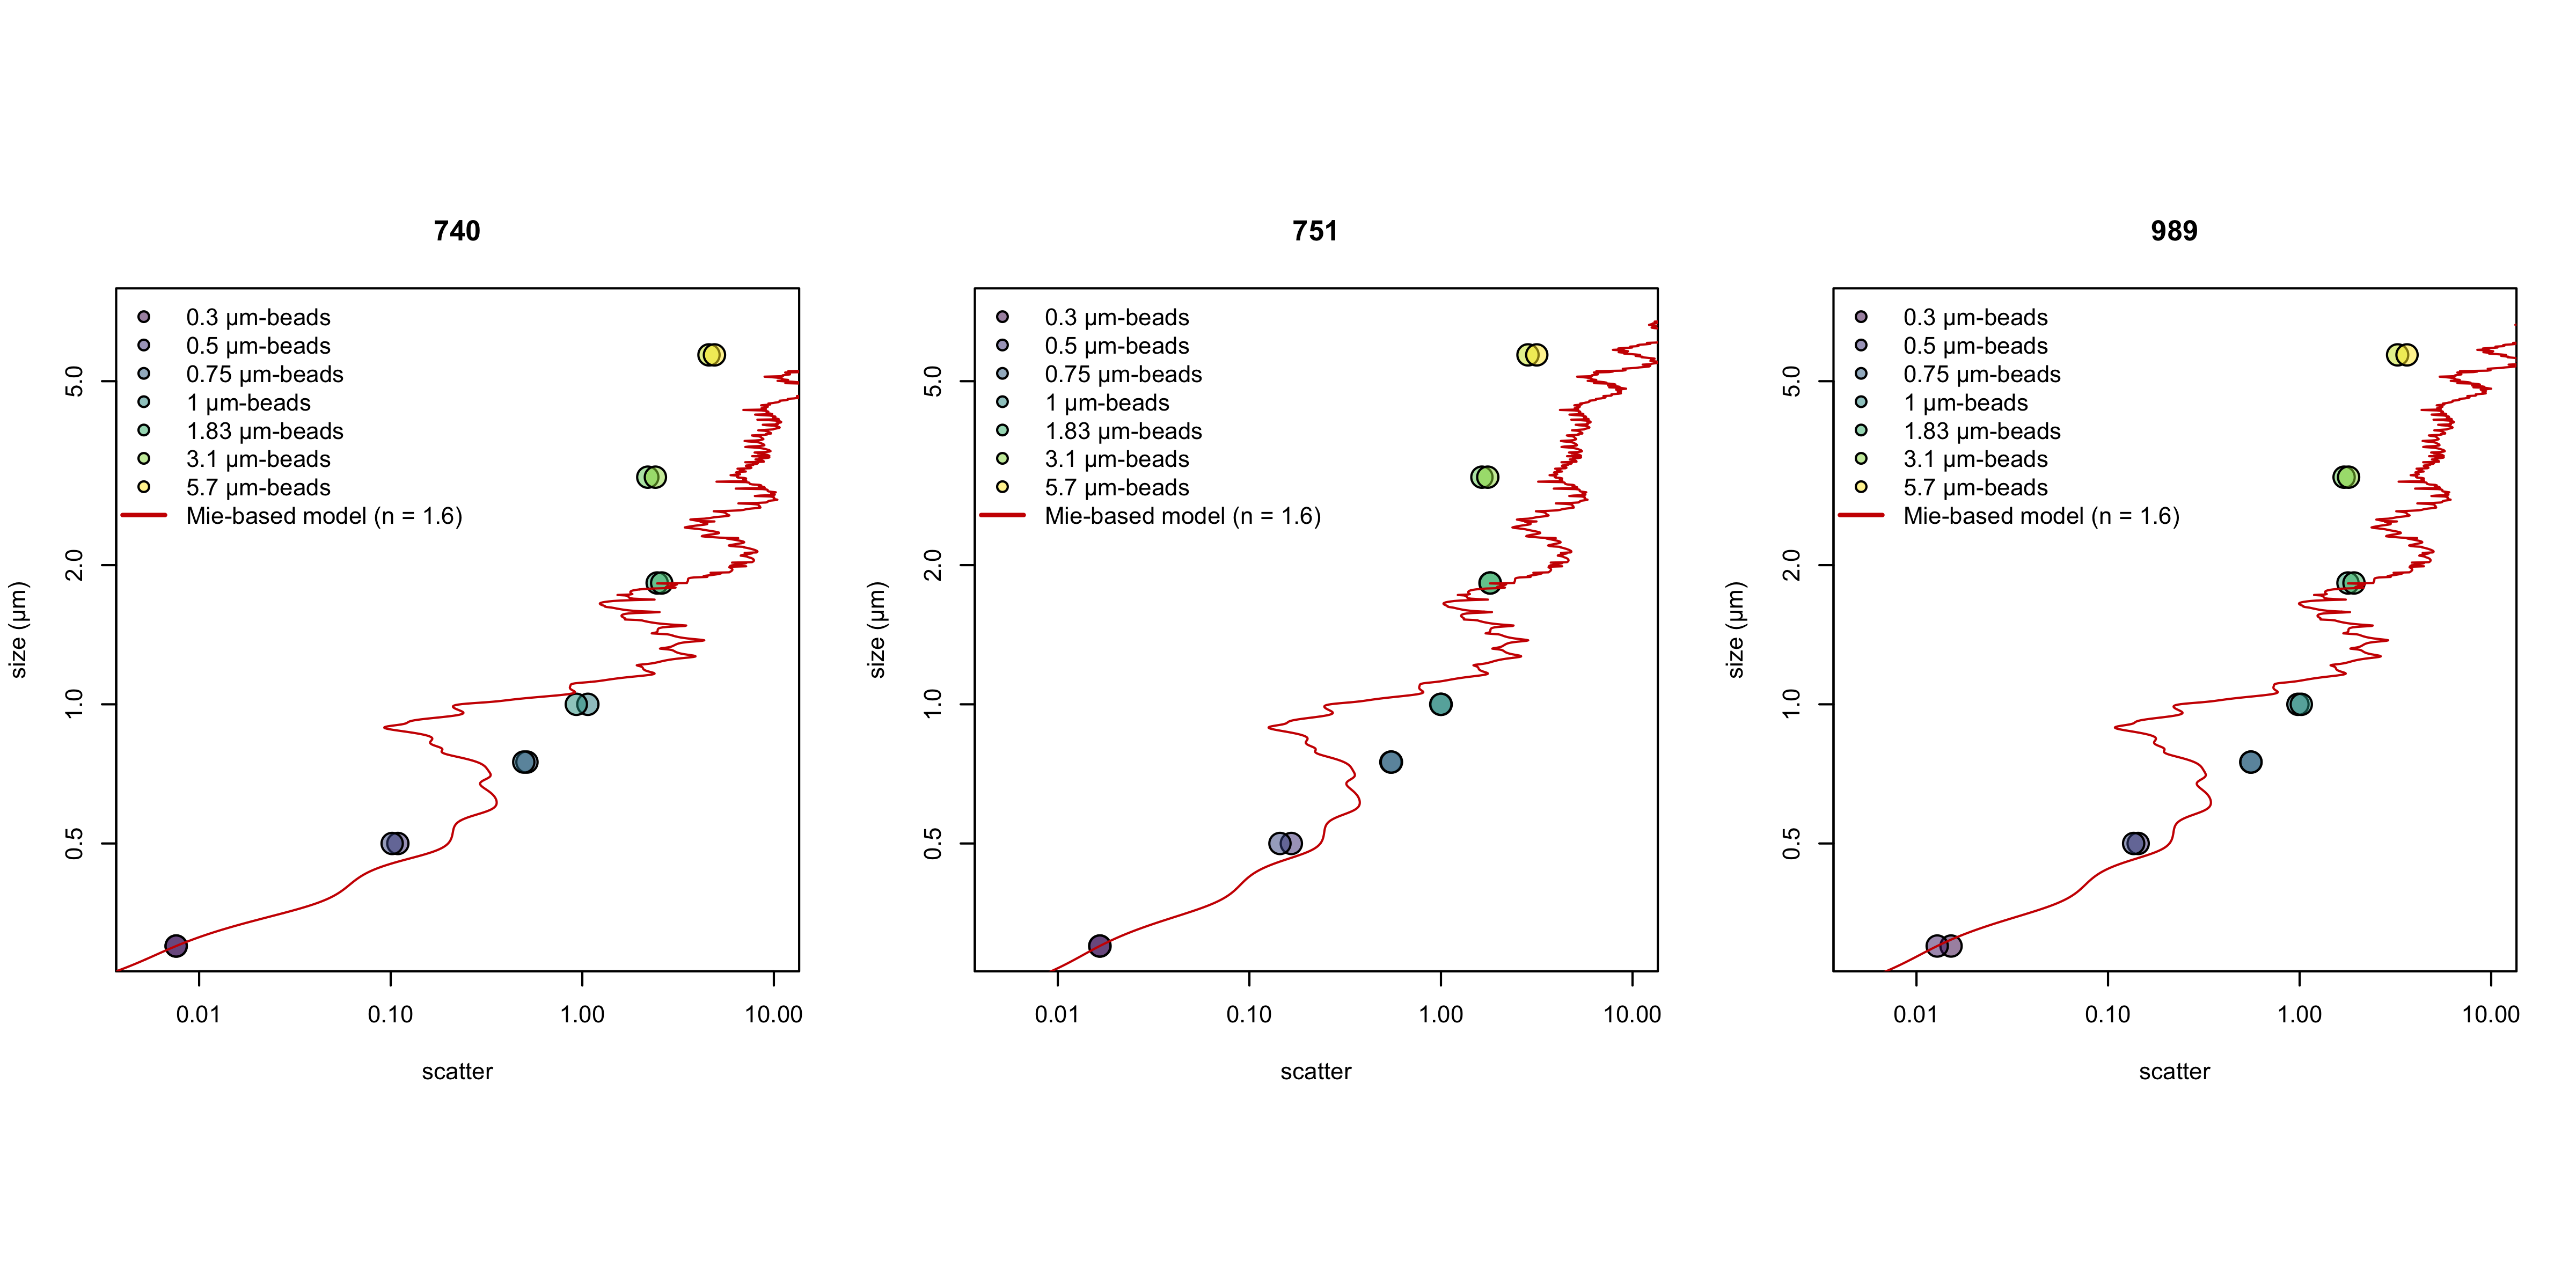 740
0.3 µm-beads
0.5 µm-beads
0.75 µm-beads
1 µm-beads
1.83 µm-beads
3.1 µm-beads
5.7 µm-beads
Mie-based model (n = 1.6)
size (µm)
5.0
2.0
1.0
0.5
0.01 0.10 1.00 10.00
scatter
751
0.3 µm-beads
0.5 µm-beads
0.75 µm-beads
1 µm-beads
1.83 µm-beads
3.1 µm-beads
5.7 µm-beads
Mie-based model (n = 1.6)
size (µm)
5.0
2.0
1.0
0.5
0.01 0.10 1.00 10.00
scatter
989
0.3 µm-beads
0.5 µm-beads
0.75 µm-beads
1 µm-beads
1.83 µm-beads
3.1 µm-beads
5.7 µm-beads
Mie-based model (n = 1.6)
size (µm)
5.0
2.0
1.0
0.5
0.01 0.10 1.00 10.00
scatter